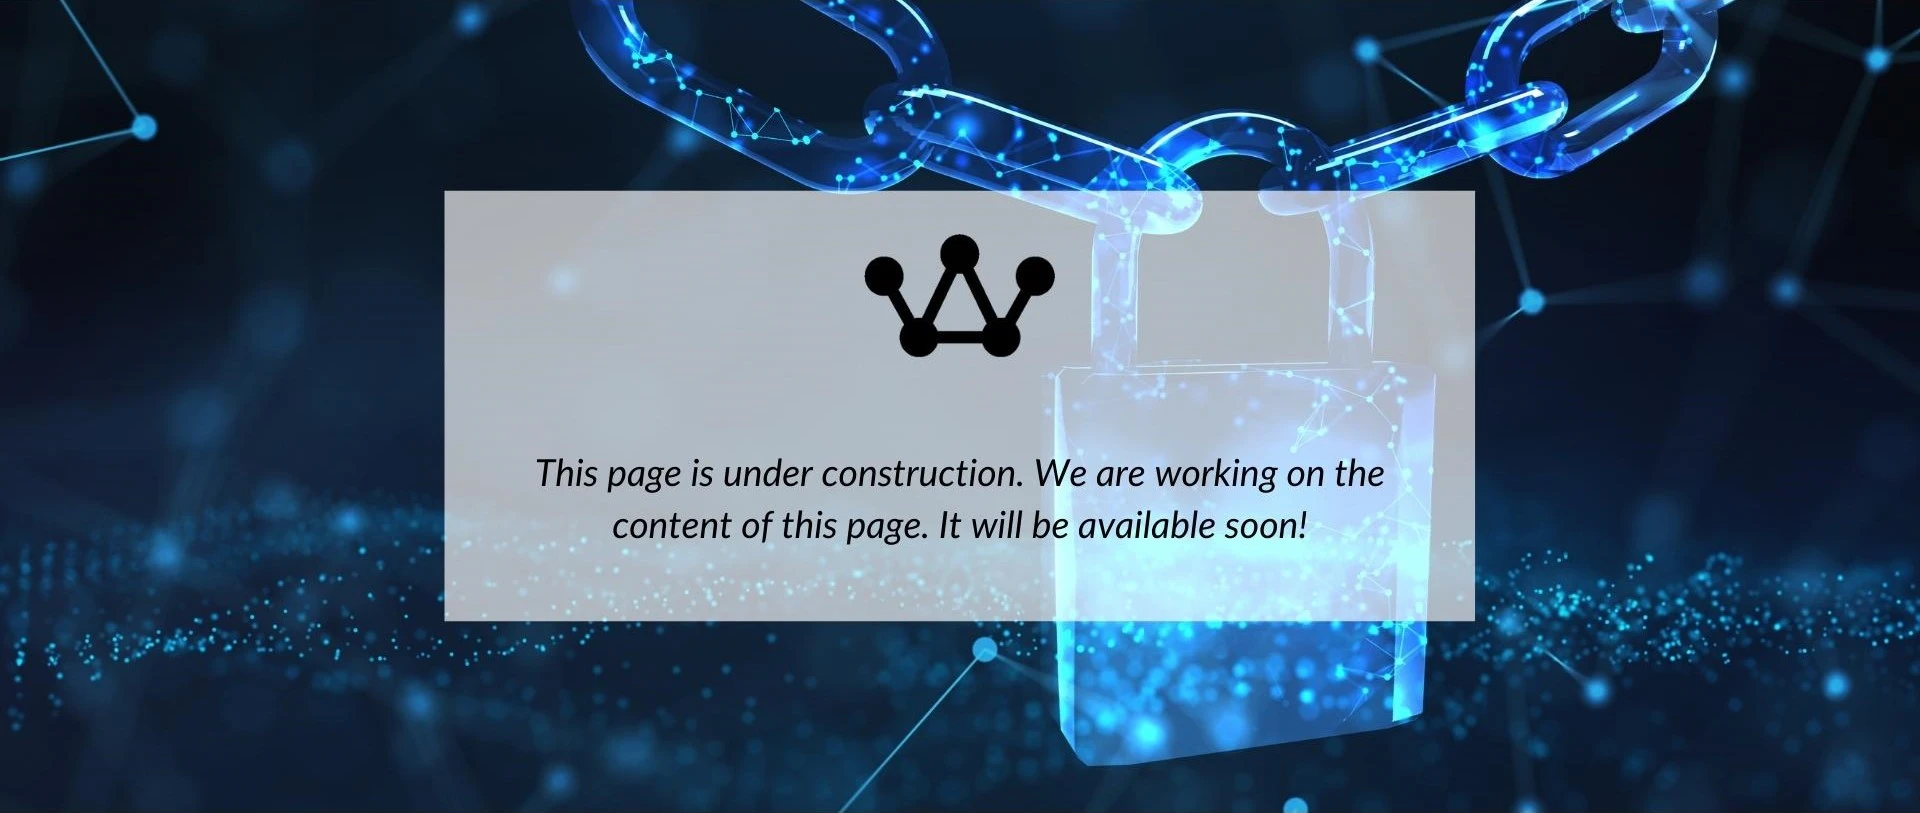 This page is under construction. We are working on the
content of this page. It will be available soon!